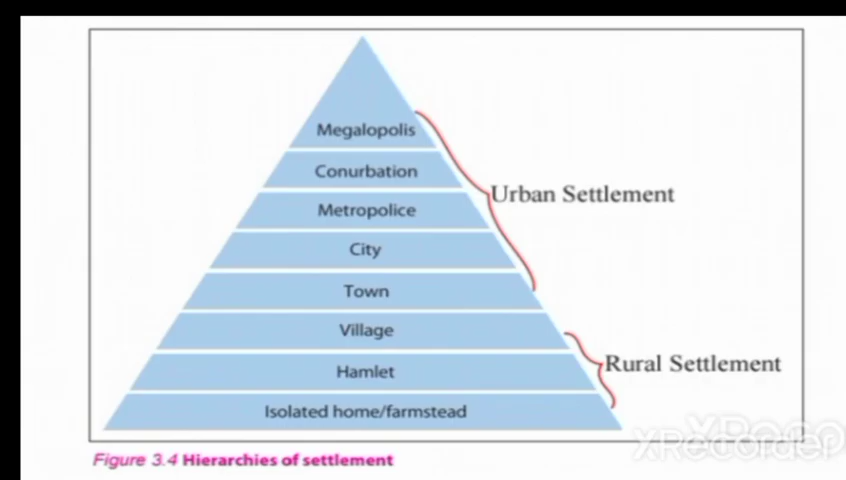 Megalopolis
Conurbation
Urban Settlement
Metropolice
City
Town
Village
Rural Settlement
Hamlet
Isolated home/farmstead
Figure 3.4 Hierarchies of settlement
XRecorder